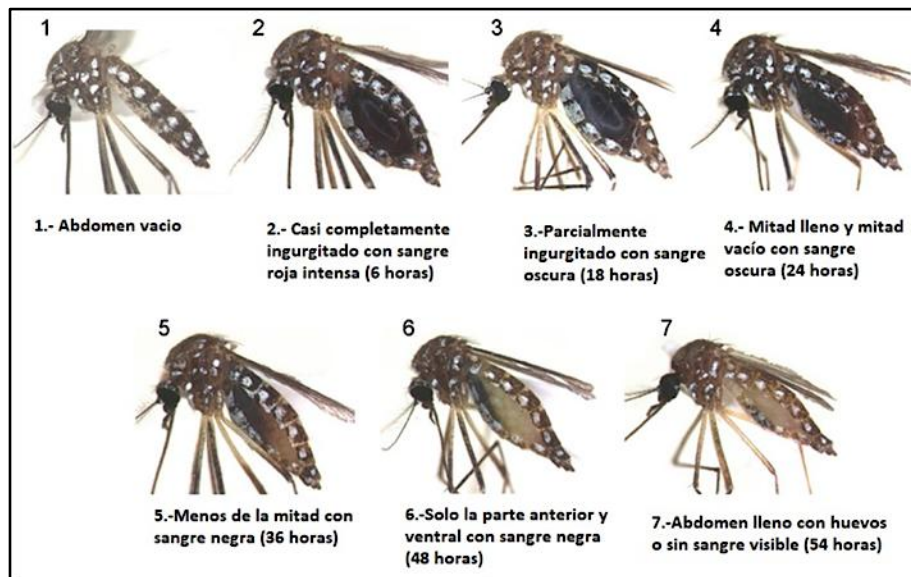 1
2
3
4
1.- Abdomen vacio
2.- Casi completamente
ingurgitado con sangre
roja intensa (6 horas)
3.-Parcialmente
ingurgitado con sangre
oscura (18 horas)
4.- Mitad lleno y mitad
vacío con sangre
oscura (24 horas)
5
6
7
5.-Menos de la mitad con
sangre negra (36 horas)
6.-Solo la parte anterior y
ventral con sangre negra
(48 horas)
7.-Abdomen lleno con huevos
o sin sangre visible (54 horas)